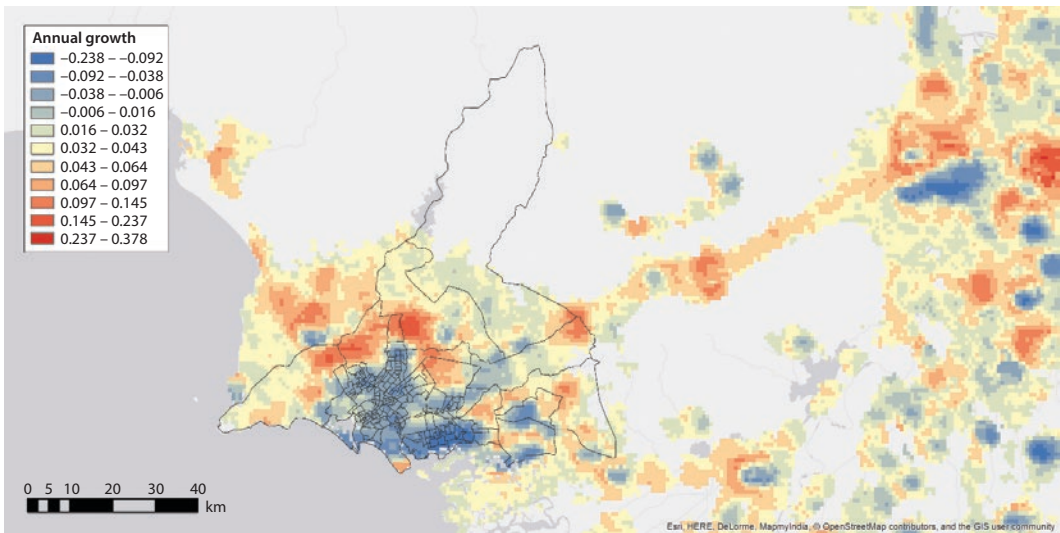 Annual growth
–0.238 – –0.092
–0.092 – –0.038
–0.038 – –0.006
–0.006 – 0.016
0.016 – 0.032
0.032 – 0.043
0.043 – 0.064
0.064 – 0.097
0.097 – 0.145
0.145 – 0.237
0.237 – 0.378
0 5 10 20 30 40
km
Esri, HERE, DeLorme, MapmyIndia, © OpenStreetMap contributors, and the GIS user community